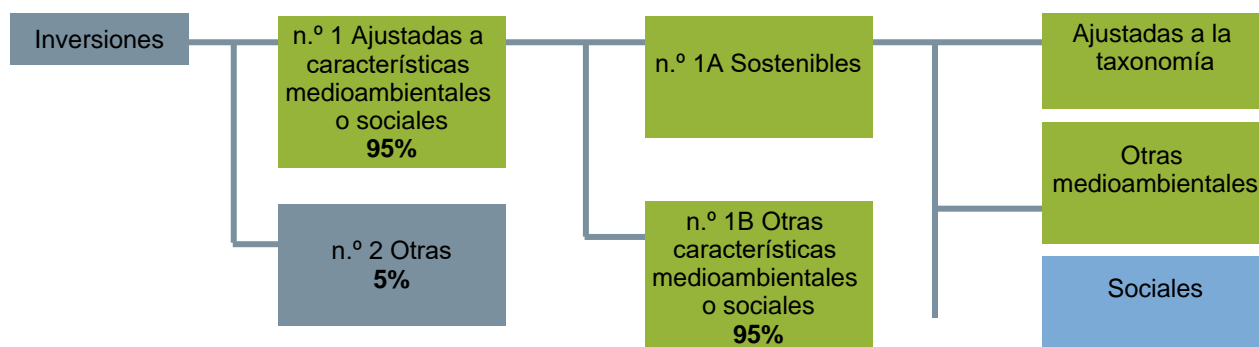 Inversiones
n.º 1 Ajustadas a
características
medioambientales
o sociales
95%
n.º 2 Otras
5%
n.º 1A Sostenibles
n.º 1B Otras
características
medioambientales
o sociales
95%
Ajustadas a la
taxonomía
Otras
medioambientales
Sociales